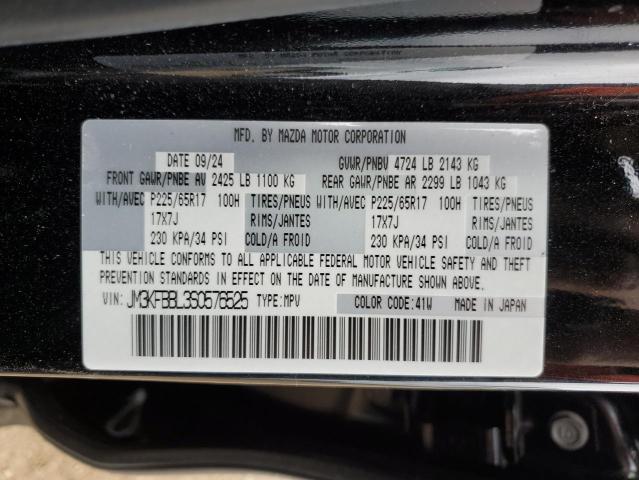 MFD. BY MAZDA MOTOR CORPORATION
DATE 09/24 GVWR/PNBV 4724 LB 2143 KG
FRONT GAWR/PNBE AV 2425 LB 1100 KG REAR GAWR/PNBE AR 2299 LB 1043 KG
WITH/AVEC P225/65R17 100H TIRES/PNEUS WITH/AVEC P225/65R17 100H TIRES/PNEUS
17X7J RIMS/JANTES 17X7J RIMS/JANTES
230 KPA/34 PSI COLD/A FROID 230 KPA/34 PSI COLD/A FROID
THIS VEHICLE CONFORMS TO ALL APPLICABLE FEDERAL MOTOR VEHICLE SAFETY AND THEFT
PREVENTION STANDARDS IN EFFECT ON THE DATE OF MANUFACTURE SHOWN ABOVE.
VIN: JM3KFBBL3S0576525 TYPE: MPV COLOR CODE: 41W MADE IN JAPAN